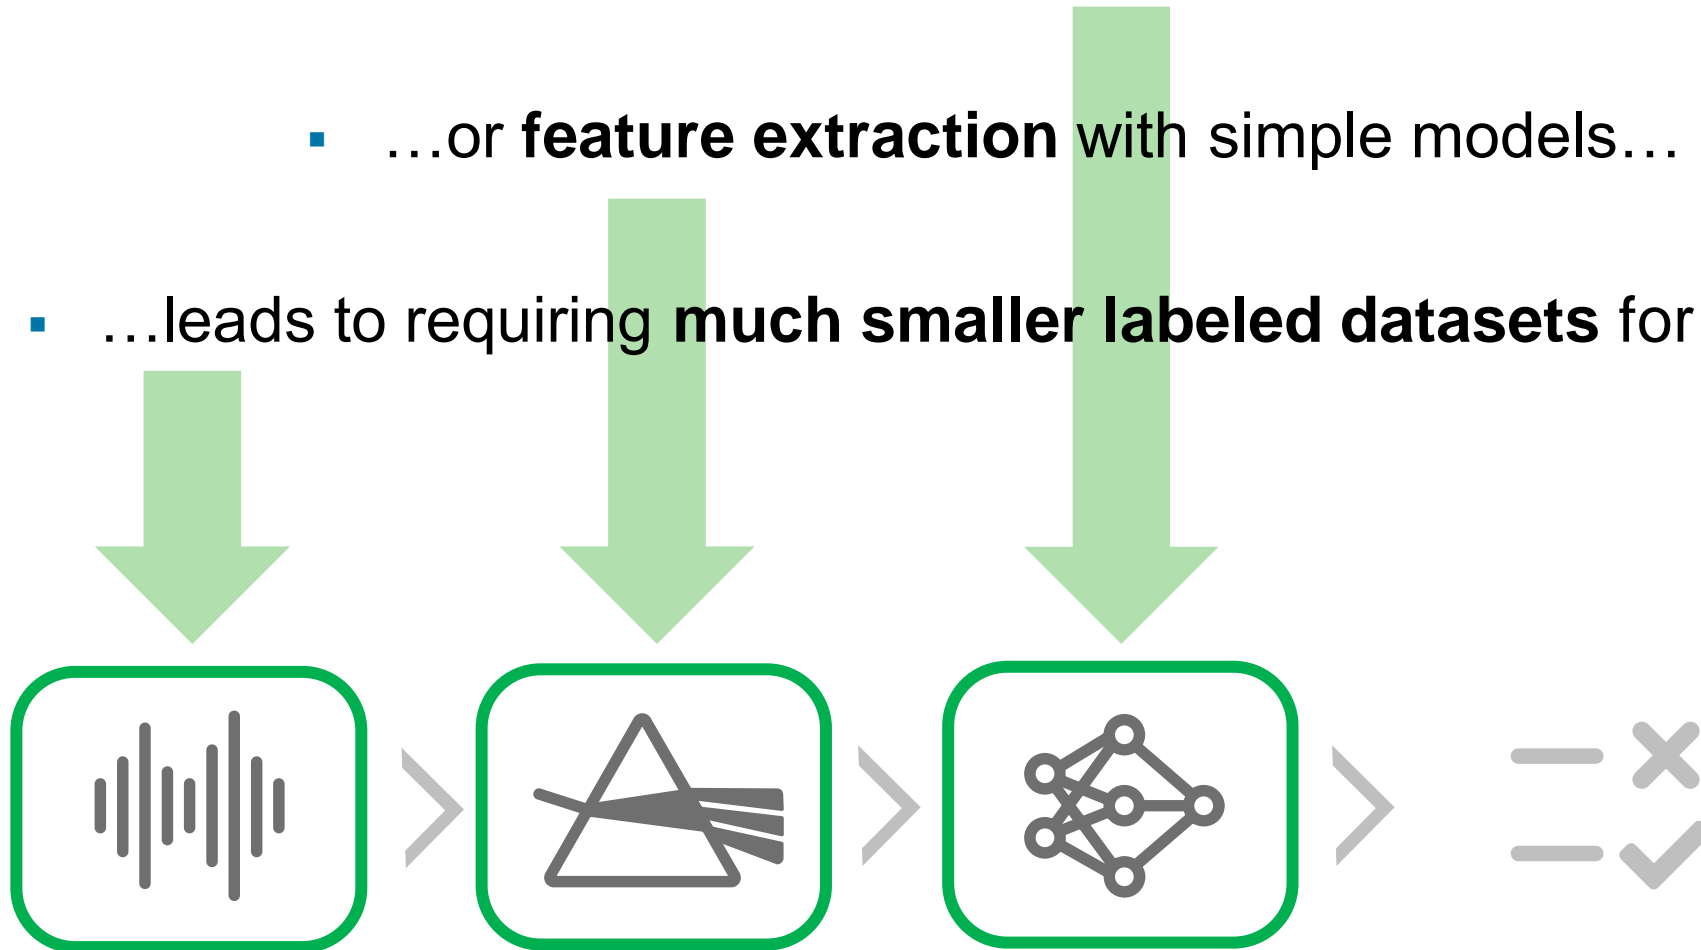 ▪ …or feature extraction with simple models…
▪ …leads to requiring much smaller labeled datasets for